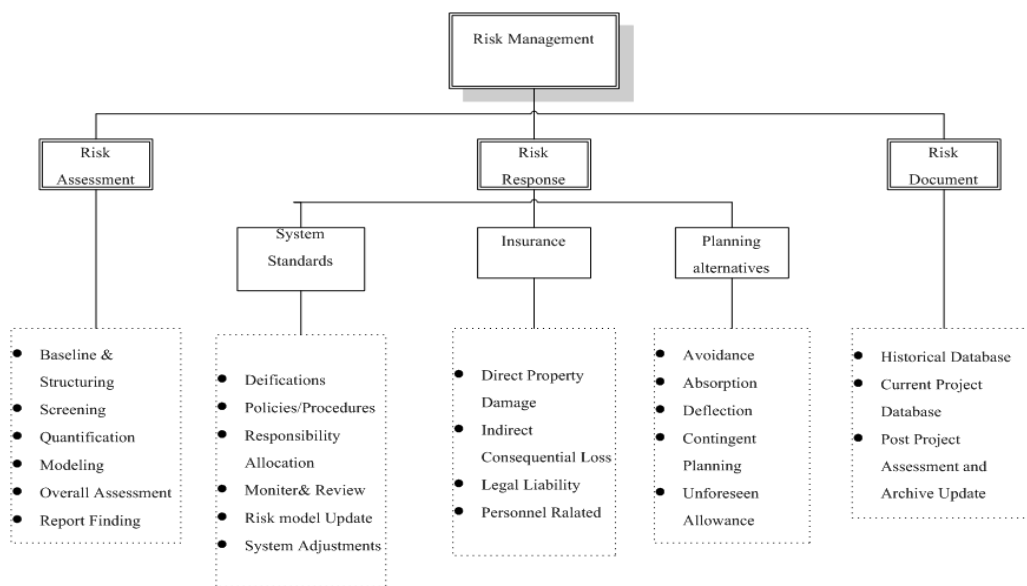 Risk Management
Risk
Assessment
Risk
Response
Risk
Document
System
Standards
Insurance
Planning
alternatives
Baseline &
Structuring
Screening
Quantification
Modeling
Overall Assessment
Report Finding
Deifications
Policies/Procedures
Responsibility
Allocation
Moniter& Review
Risk model Update
System Adjustments
Direct Property
Damage
Indirect
Consequential Loss
Legal Liability
Personnel Ralated
Avoidance
Absorption
Deflection
Contingent
Planning
Unforeseen
Allowance
Historical Database
Current Project
Database
Post Project
Assessment and
Archive Update